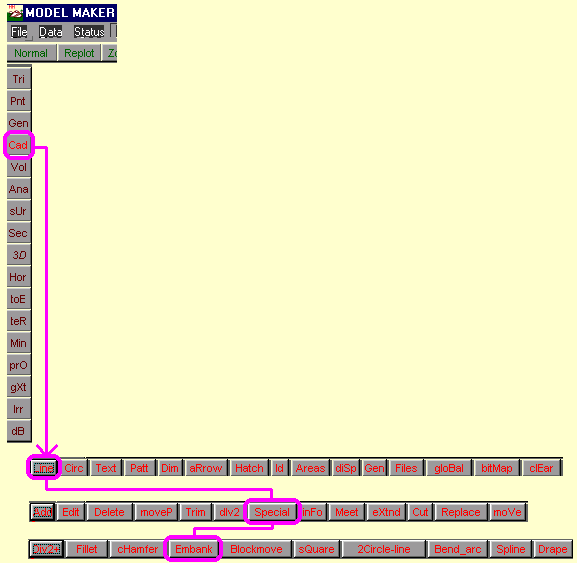 MODEL MAKER
File Data Status
Normal Replot
Tri
Pnt
Gen
Cad
Vol
Ana
sUr
Sec
3D
Hor
toE
teR
Min
prO
gXt
Irr
dB
Line Circ Text Patt Dim aRrow Hatch Id Areas dISp Gen Files gloBal bitMap clEar
Add Edit Delete moveP Trim dIv2 Special inFo Meet eXtnd Cut Replace moVe
Div2+ Fillet cHamfer Embank Blockmove sQuare 2Circle-line Bend_arc Spline Drape